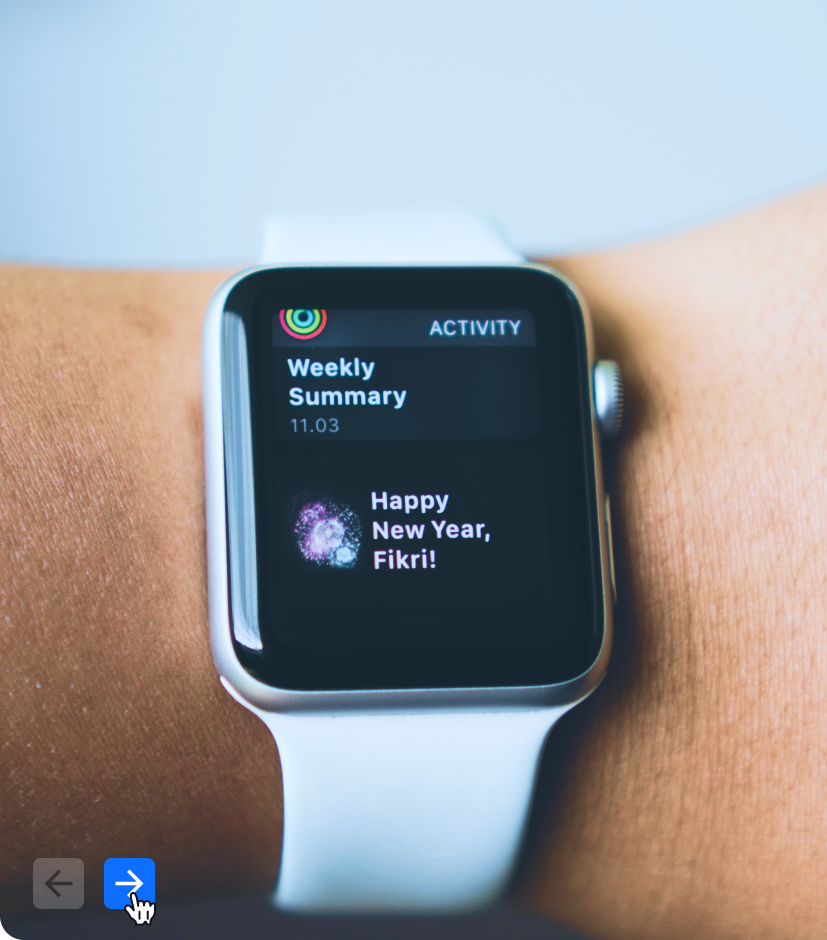 ACTIVITY
Weekly
Summary
11.03
Happy
New Year,
Fikri!